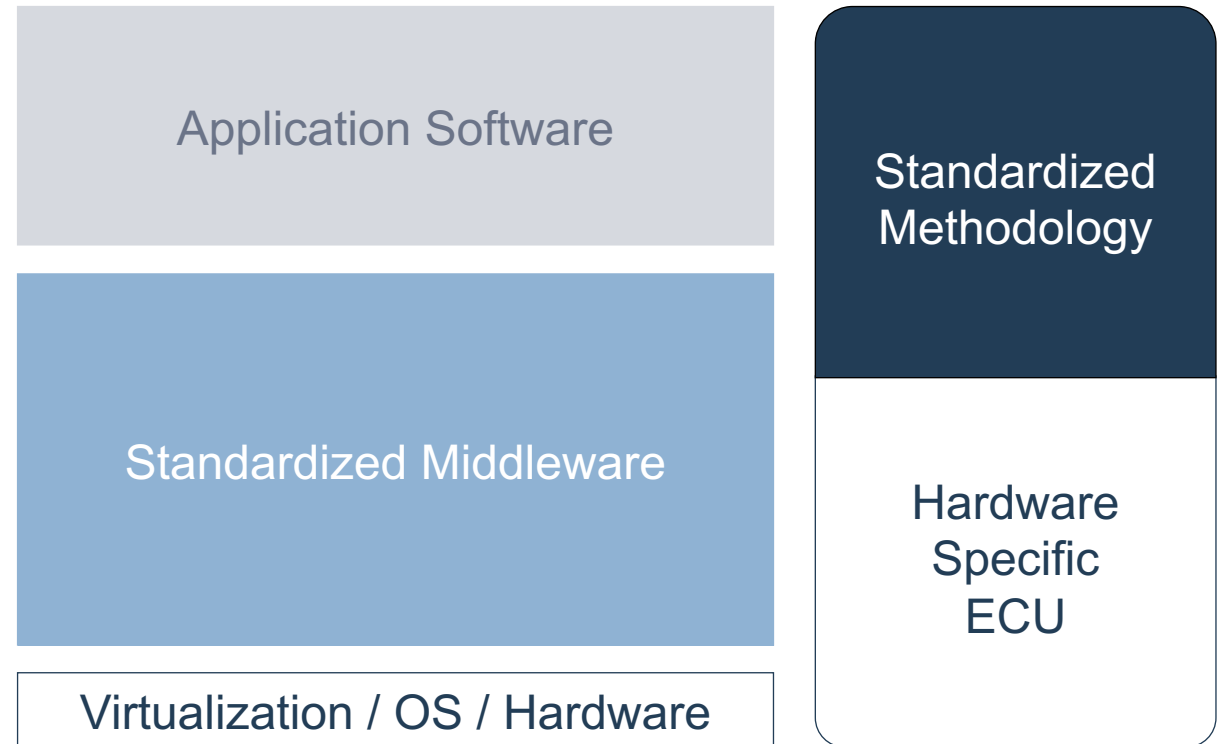 Application Software
Standardized Middleware
Virtualization / OS / Hardware
Standardized
Methodology
Hardware
Specific
ECU